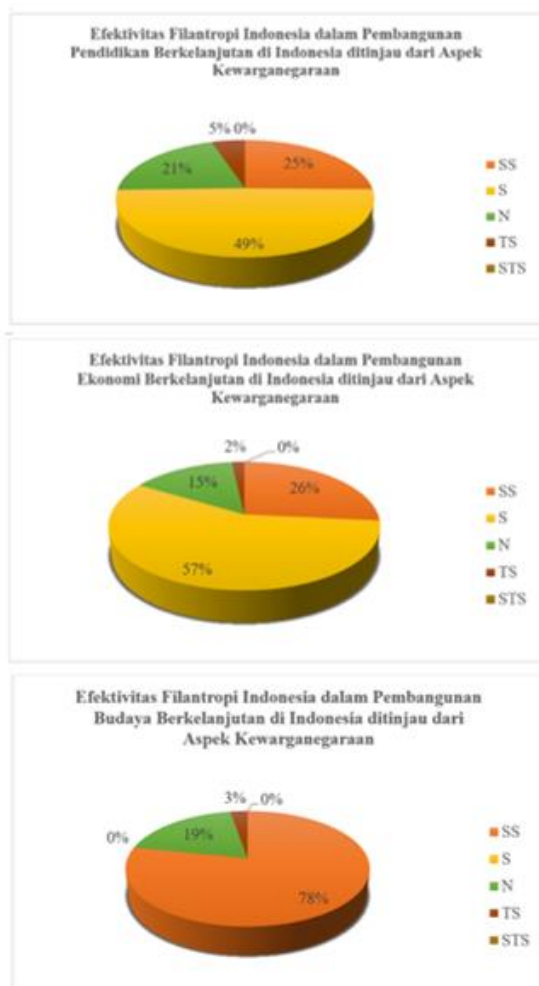 Efektivitas Filantropi Indonesia dalam Pembangunan
Pendidikan Berkelanjutan di Indonesia ditinjau dari Aspek
Kewarganegaraan
5% 0%
21%
25%
49%
SS
S
N
TS
STS
Efektivitas Filantropi Indonesia dalam Pembangunan
Ekonomi Berkelanjutan di Indonesia ditinjau dari Aspek
Kewarganegaraan
2% 0%
15%
26%
57%
SS
S
N
TS
STS
Efektivitas Filantropi Indonesia dalam Pembangunan
Budaya Berkelanjutan di Indonesia ditinjau dari
Aspek Kewarganegaraan
3% 0%
0%
19%
78%
SS
S
N
TS
STS